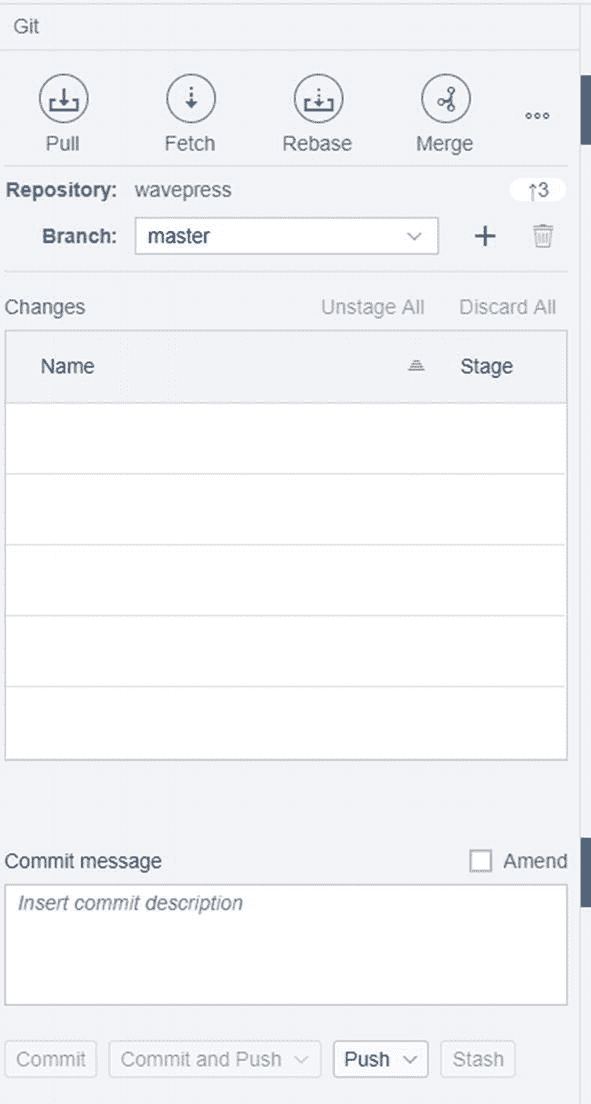 Git
Pull Fetch Rebase Merge
Repository: wavepress ↑3
Branch: master
Changes Unstage All Discard All
Name Stage
Commit message Amend
Insert commit description
Commit Commit and Push Push Stash